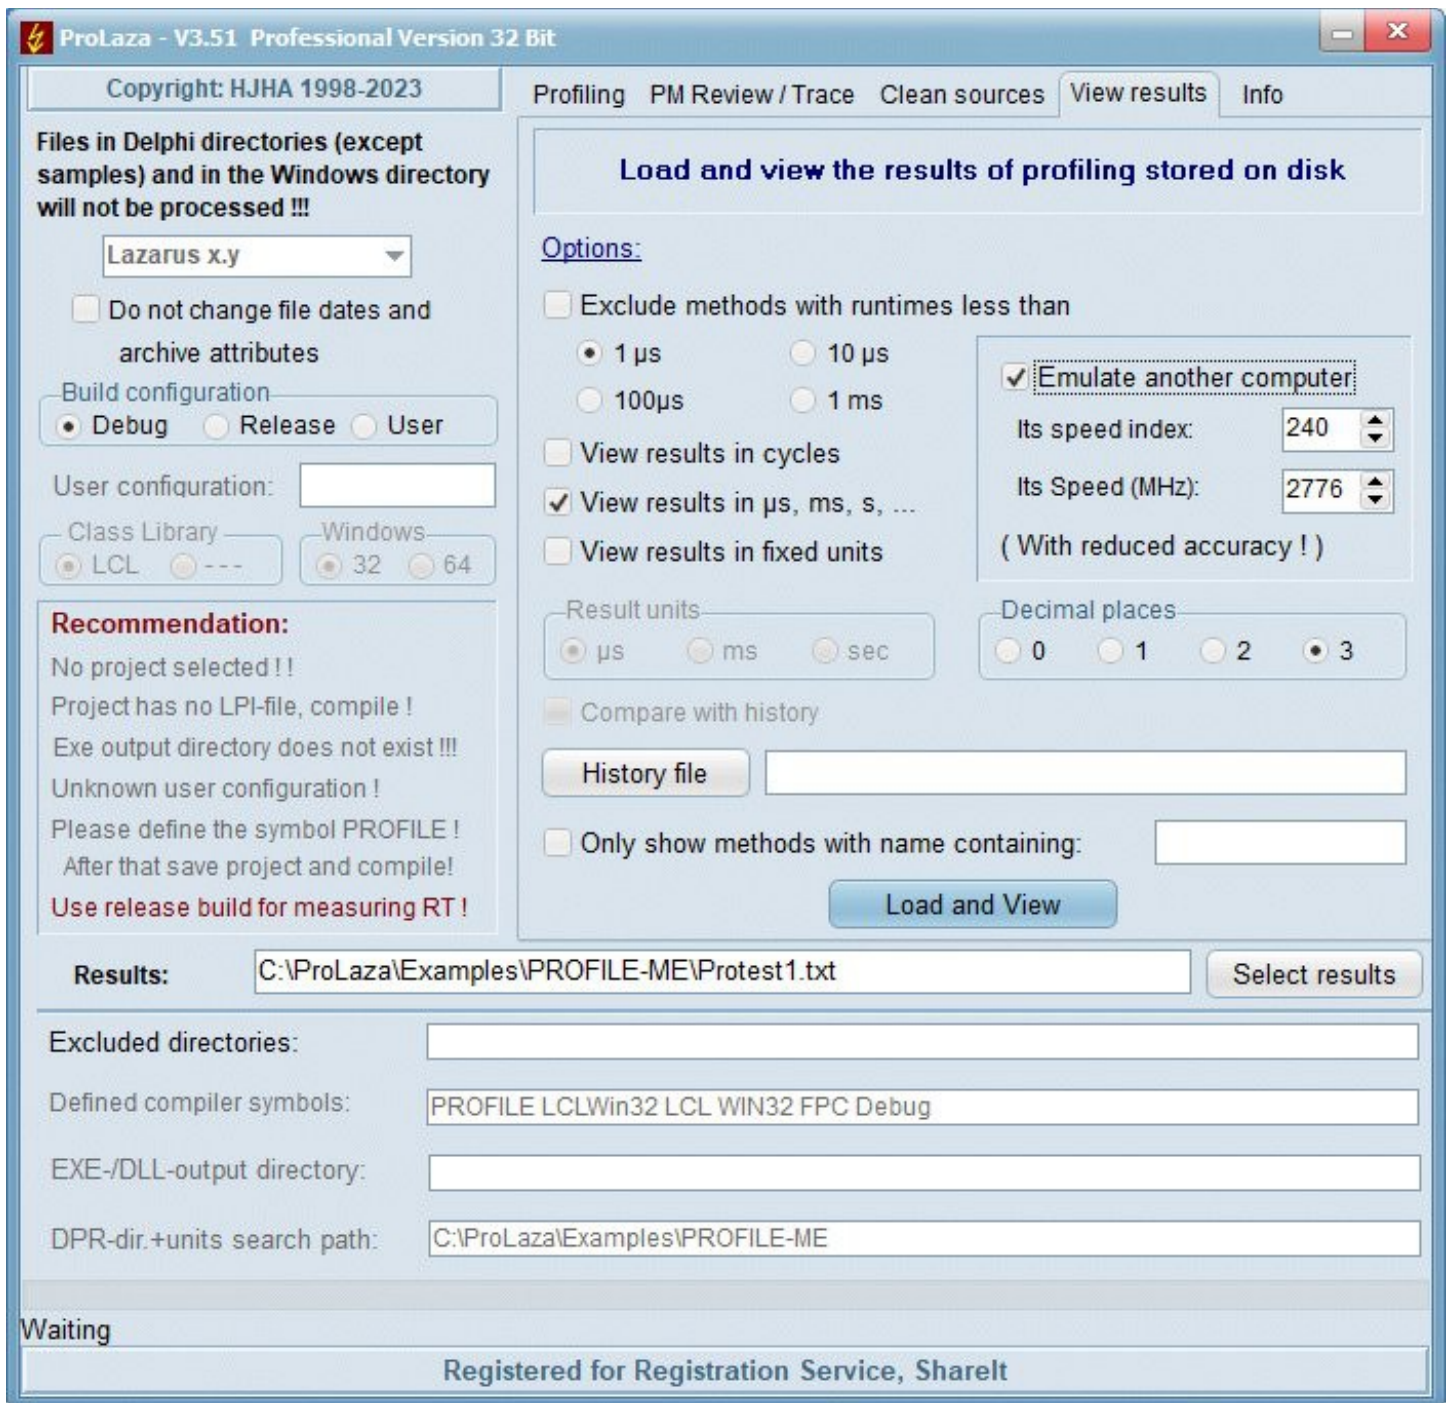 ProLaza - V3.51 Professional Version 32 Bit
Copyright: HJHA 1998-2023
Files in Delphi directories (except
samples) and in the Windows directory
will not be processed !!!
Lazarus x.y
Do not change file dates and
archive attributes
Build configuration
Debug Release User
User configuration:
Class Library Windows
LCL --- 32 64
Recommendation:
No project selected ! !
Project has no LPI-file, compile !
Exe output directory does not exist !!!
Unknown user configuration !
Please define the symbol PROFILE !
After that save project and compile!
Use release build for measuring RT !
Profiling PM Review / Trace Clean sources View results Info
Load and view the results of profiling stored on disk
Options:
Exclude methods with runtimes less than
1 µs 10 µs
100µs 1 ms
View results in cycles
View results in µs, ms, s, ...
View results in fixed units
Emulate another computer
Its speed index: 240
Its Speed (MHz): 2776
( With reduced accuracy ! )
Result units
µs ms sec
Decimal places
0 1 2 3
Compare with history
History file
Only show methods with name containing:
Load and View
Results: C:\ProLaza\Examples\PROFILE-ME\Protest1.txt Select results
Excluded directories:
Defined compiler symbols: PROFILE LCLWin32 LCL WIN32 FPC Debug
EXE-/DLL-output directory:
DPR-dir.+units search path: C:\ProLaza\Examples\PROFILE-ME
Waiting
Registered for Registration Service, ShareIt